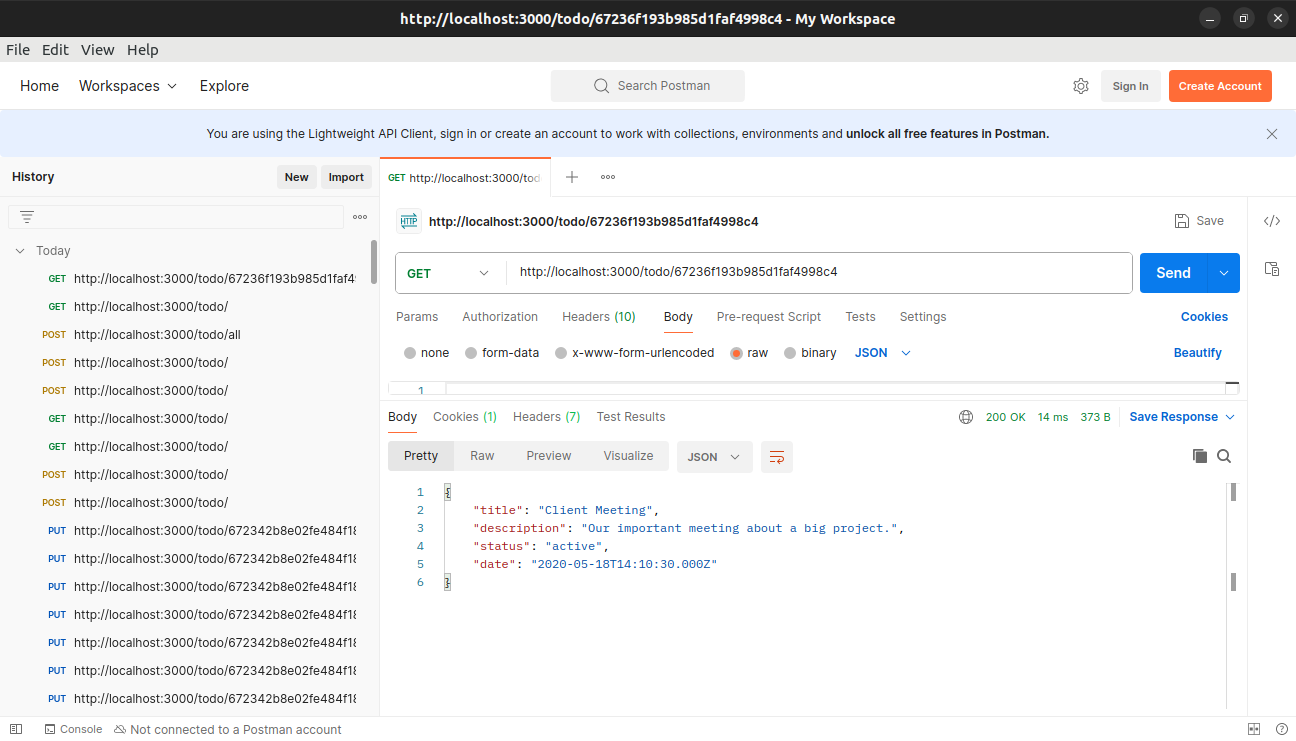 http://localhost:3000/todo/67236f193b985d1faf4998c4 - My Workspace
File Edit View Help
Home Workspaces Explore Search Postman Sign In Create Account
You are using the Lightweight API Client, sign in or create an account to work with collections, environments and unlock all free features in Postman.
History New Import
GET http://localhost:3000/tod
Today
GET http://localhost:3000/todo/67236f193b985d1faf49
GET http://localhost:3000/todo/
POST http://localhost:3000/todo/all
POST http://localhost:3000/todo/
POST http://localhost:3000/todo/
GET http://localhost:3000/todo/
GET http://localhost:3000/todo/
POST http://localhost:3000/todo/
POST http://localhost:3000/todo/
PUT http://localhost:3000/todo/672342b8e02fe484f18
PUT http://localhost:3000/todo/672342b8e02fe484f18
PUT http://localhost:3000/todo/672342b8e02fe484f18
PUT http://localhost:3000/todo/672342b8e02fe484f18
PUT http://localhost:3000/todo/672342b8e02fe484f18
PUT http://localhost:3000/todo/672342b8e02fe484f18
PUT http://localhost:3000/todo/672342b8e02fe484f18
HTTP http://localhost:3000/todo/67236f193b985d1faf4998c4 Save
GET http://localhost:3000/todo/67236f193b985d1faf4998c4 Send
Params Authorization Headers (10) Body Pre-request Script Tests Settings Cookies
none form-data x-www-form-urlencoded raw binary JSON Beautify
1
Body Cookies (1) Headers (7) Test Results 200 OK 14 ms 373 B Save Response
Pretty Raw Preview Visualize JSON
1 {
2 "title": "Client Meeting",
3 "description": "Our important meeting about a big project.",
4 "status": "active",
5 "date": "2020-05-18T14:10:30.000Z"
6 }
Console Not connected to a Postman account